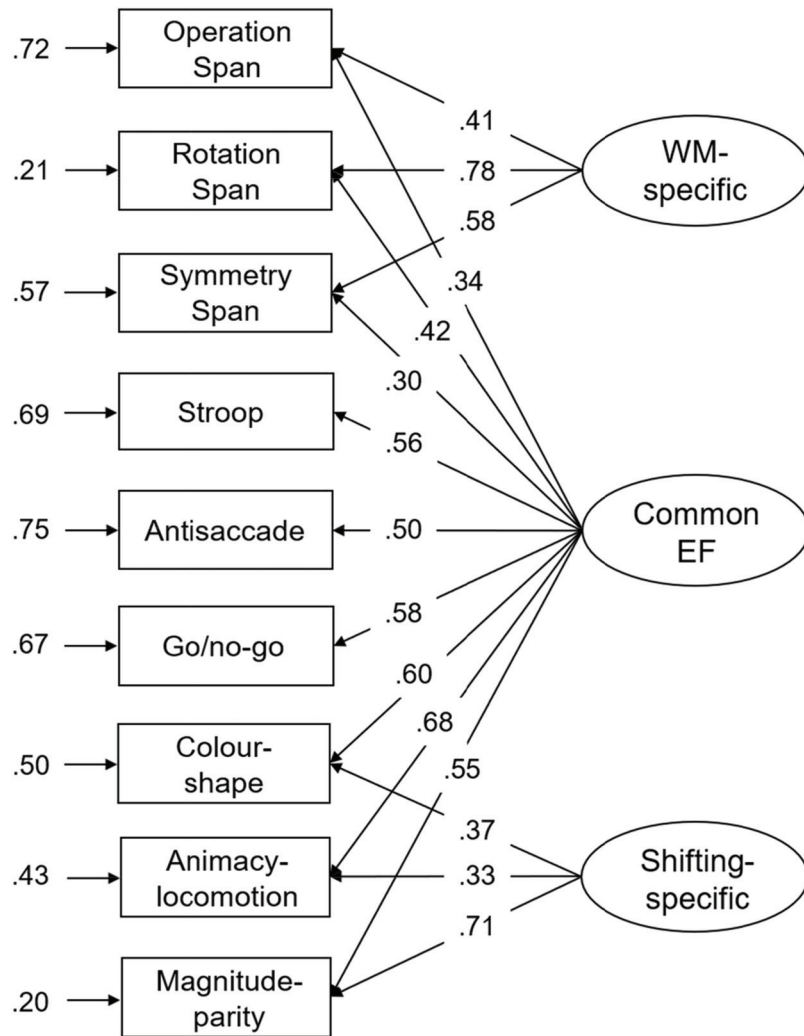 .72
Operation
Span
.41
WM-
specific
.21
Rotation
Span
.78
.58
.57
Symmetry
Span
.34
.42
.30
.69
Stroop
.56
.75
Antisaccade
.50
Common
EF
.67
Go/no-go
.58
.60
.68
.50
Colour-
shape
.55
.37
.43
Animacy-
locomotion
.33
Shifting-
specific
.71
.20
Magnitude-
parity